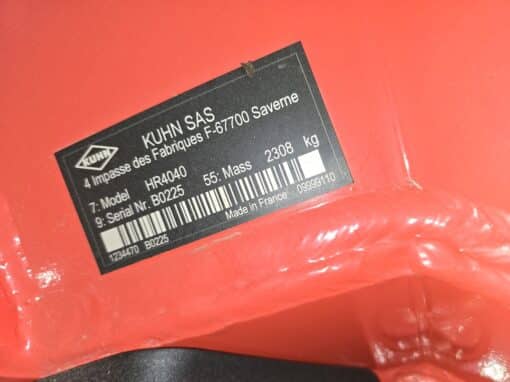 KUHN
KUHN SAS
4 Impasse des Fabriques F-67700 Saverne
7: Model HR4040
9: Serial Nr. B0225 55: Mass 2308 kg
Made in France 09999110
1234470 B0225